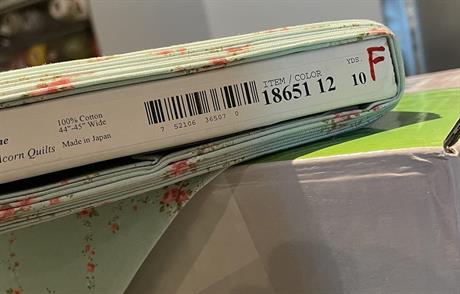 100% Cotton
44"-45" Wide
Made in Japan
Acorn Quilts
7 52106 36507 0
ITEM / COLOR
18651 12
YDS.
10
F